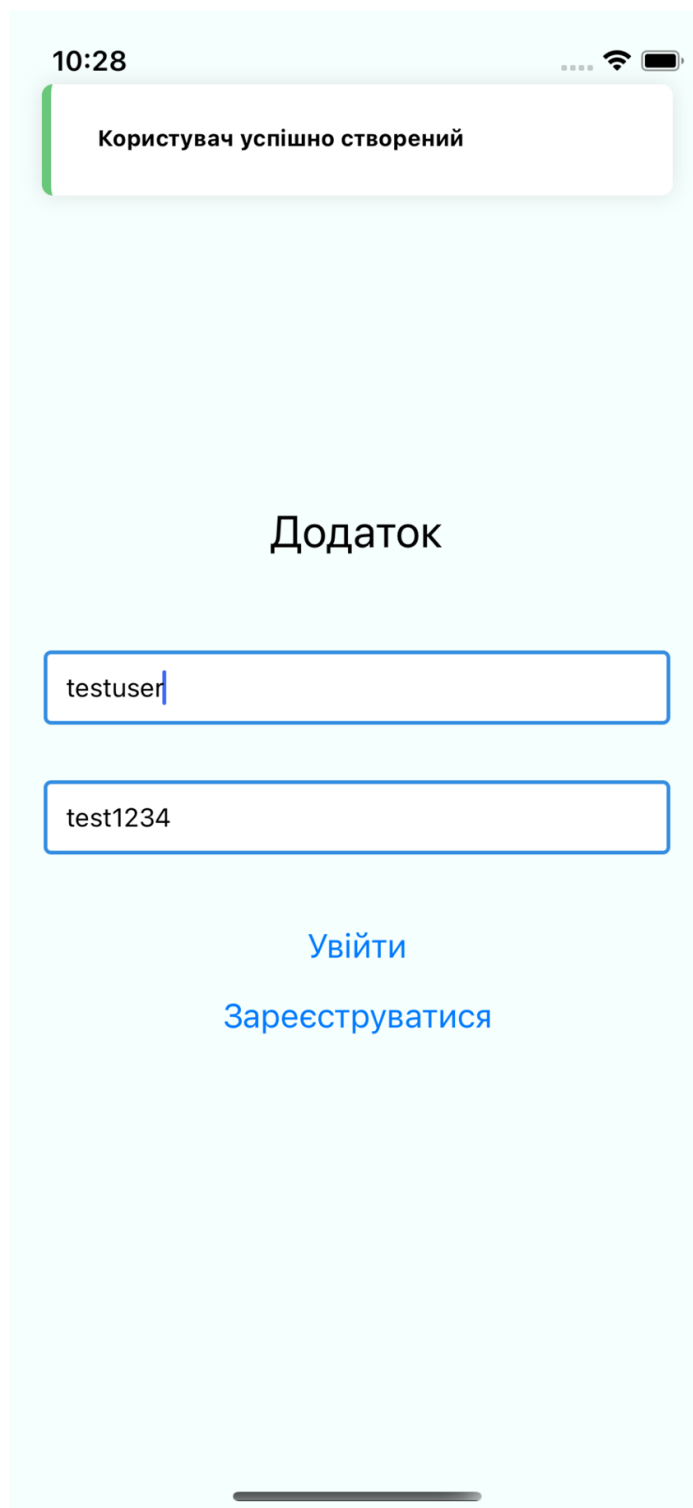 10:28
Користувач успішно створений
Додаток
testuser
test1234
Увійти
Зареєструватися